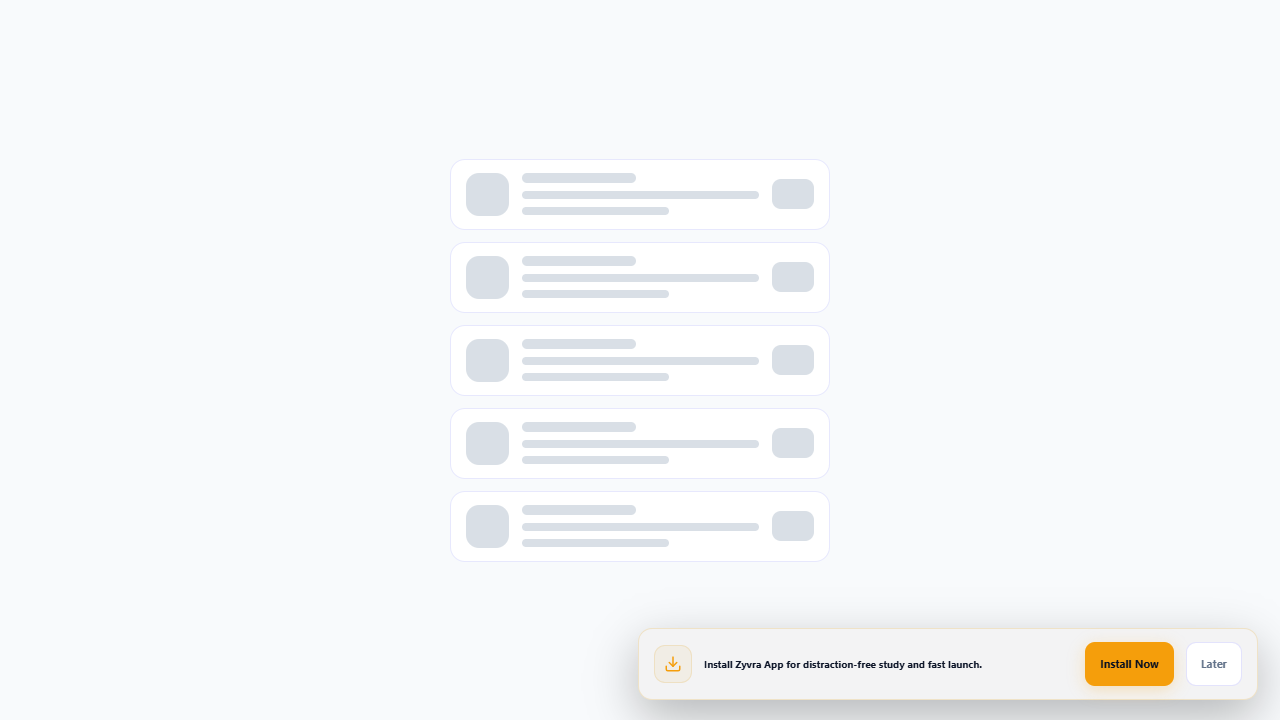 Install Zyvra App for distraction-free study and fast launch.
Install Now
Later